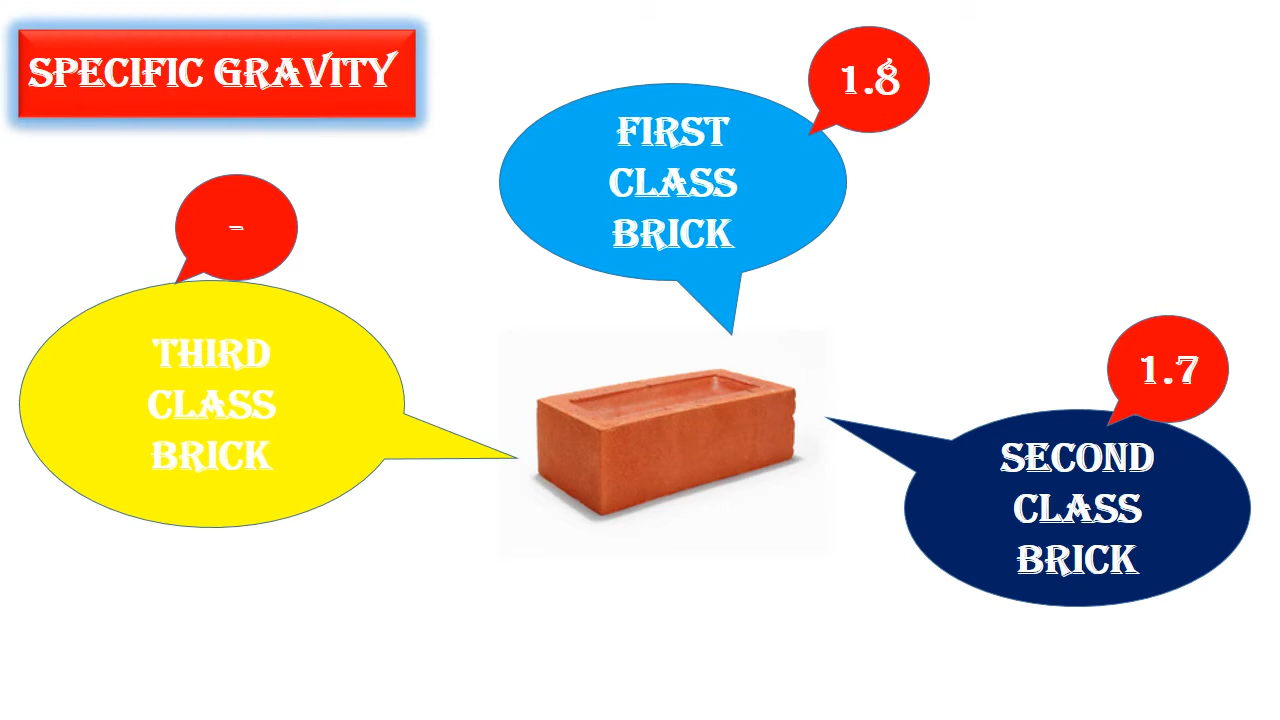 SPECIFIC GRAVITY
1.8
FIRST
CLASS
BRICK
-
THIRD
CLASS
BRICK
1.7
SECOND
CLASS
BRICK